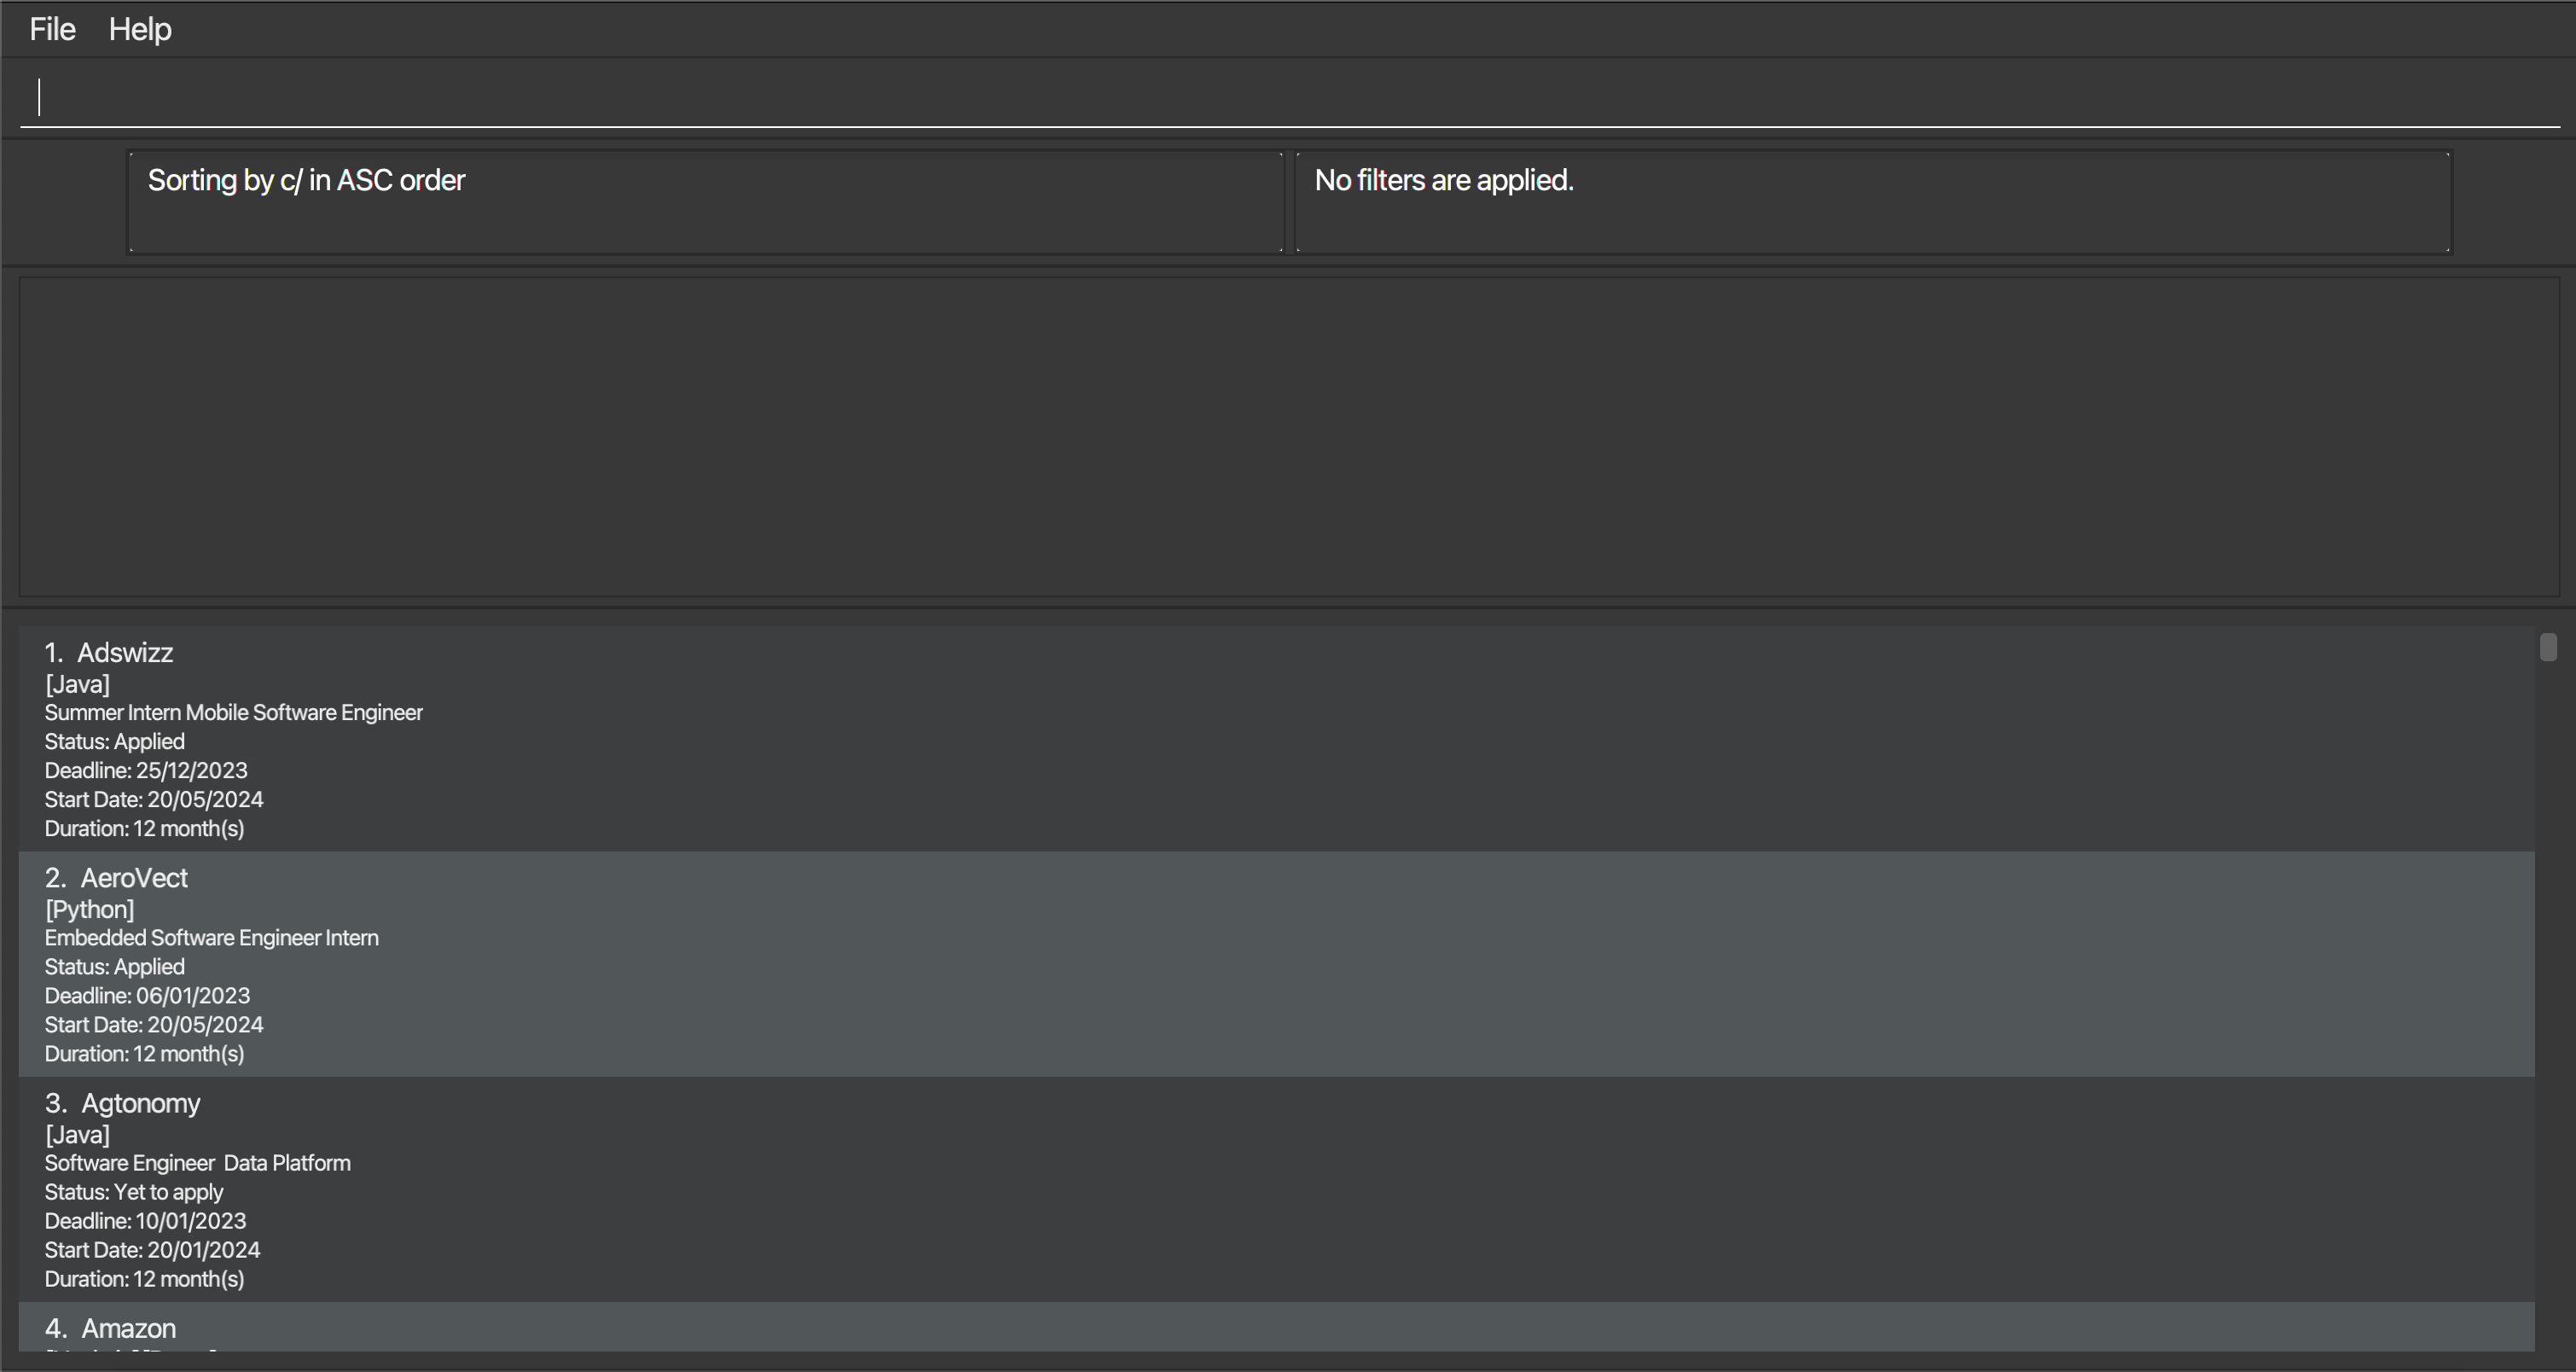 File Help
Sorting by c/ in ASC order
No filters are applied.
1. Adswizz
[Java]
Summer Intern Mobile Software Engineer
Status: Applied
Deadline: 25/12/2023
Start Date: 20/05/2024
Duration: 12 month(s)
2. AeroVect
[Python]
Embedded Software Engineer Intern
Status: Applied
Deadline: 06/01/2023
Start Date: 20/05/2024
Duration: 12 month(s)
3. Agtonomy
[Java]
Software Engineer  Data Platform
Status: Yet to apply
Deadline: 10/01/2023
Start Date: 20/01/2024
Duration: 12 month(s)
4. Amazon